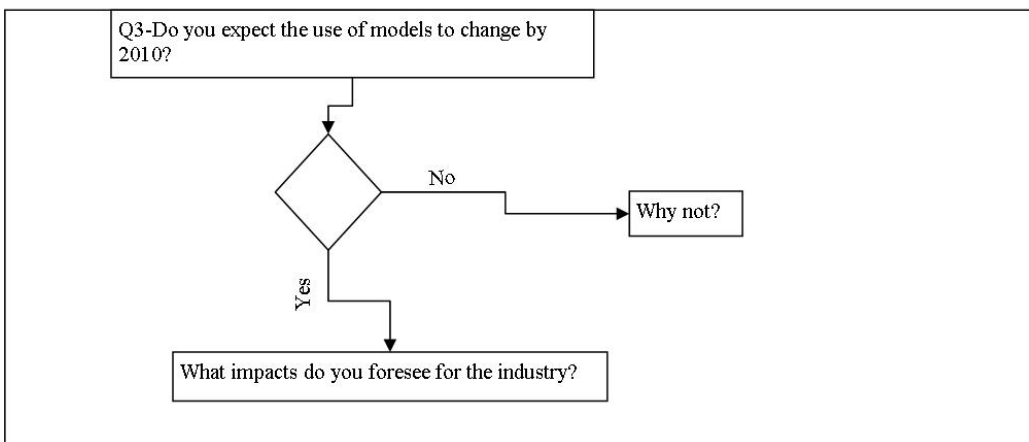 Q3-Do you expect the use of models to change by
2010?
No
Why not?
Yes
What impacts do you foresee for the industry?